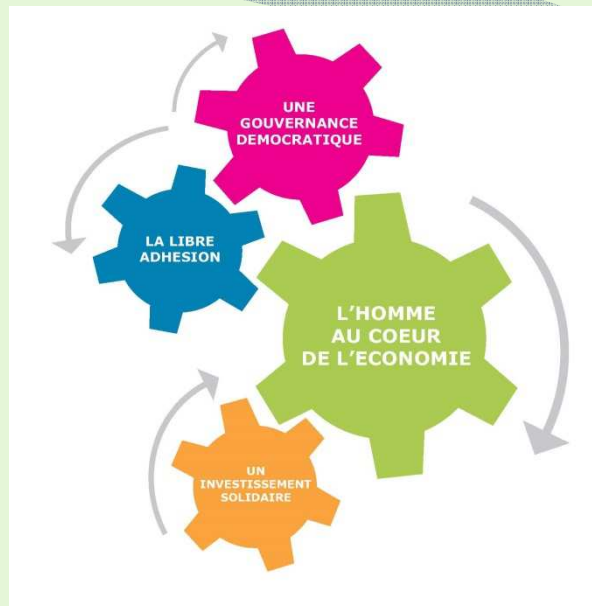 UNE
GOUVERNANCE
DEMOCRATIQUE
LA LIBRE
ADHESION
L’HOMME
AU COEUR
DE L’ECONOMIE
UN
INVESTISSEMENT
SOLIDAIRE